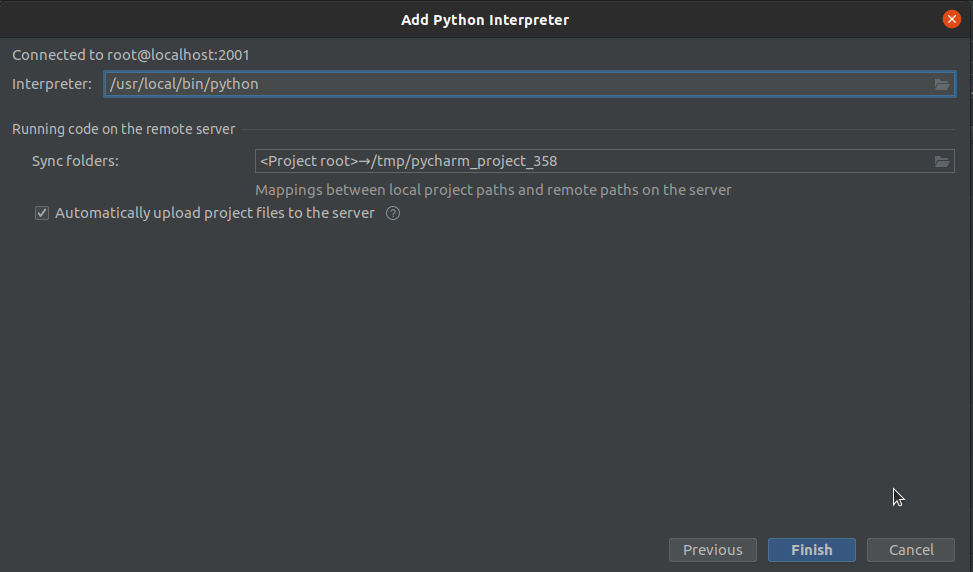 Add Python Interpreter
Connected to root@localhost:2001
Interpreter: /usr/local/bin/python
Running code on the remote server
Sync folders: <Project root>→/tmp/pycharm_project_358
Mappings between local project paths and remote paths on the server
Automatically upload project files to the server ?
Previous Finish Cancel